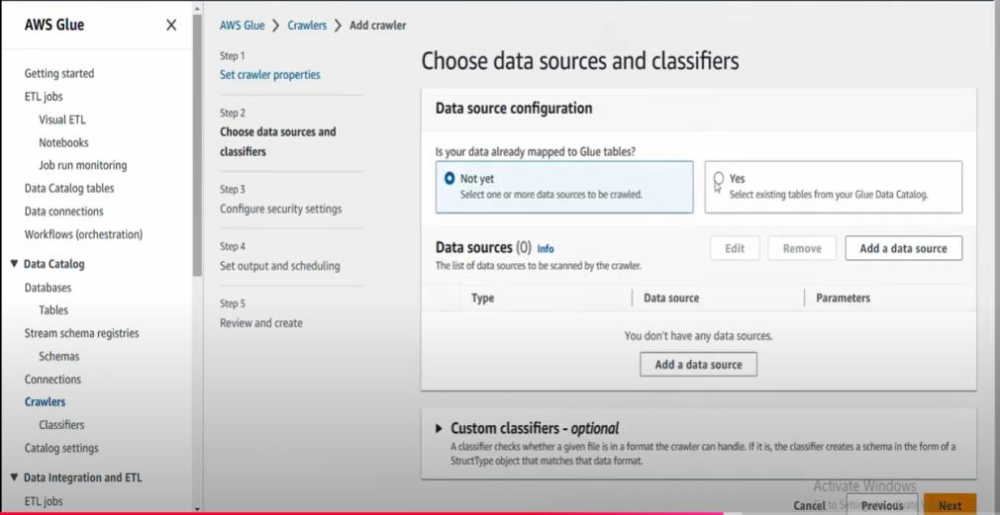 AWS Glue
X
Getting started
ETL jobs
Visual ETL
Notebooks
Job run monitoring
Data Catalog tables
Data connections
Workflows (orchestration)
Data Catalog
Databases
Tables
Stream schema registries
Schemas
Connections
Crawlers
Classifiers
Catalog settings
Data Integration and ETL
ETL jobs
AWS Glue > Crawlers > Add crawler
Step 1
Set crawler properties
Step 2
Choose data sources and
classifiers
Step 3
Configure security settings
Step 4
Set output and scheduling
Step 5
Review and create
Choose data sources and classifiers
Data source configuration
Is your data already mapped to Glue tables?
Not yet
Select one or more data sources to be crawled.
Yes
Select existing tables from your Glue Data Catalog.
Data sources (0) Info
The list of data sources to be scanned by the crawler.
Edit
Remove
Add a data source
Type
Data source
Parameters
You don't have any data sources.
Add a data source
Custom classifiers - optional
A classifier checks whether a given file is in a format the crawler can handle. If it is, the classifier creates a schema in the form of a
StructType object that matches that data format.
Activate Windows
Cancel
Previous
Next